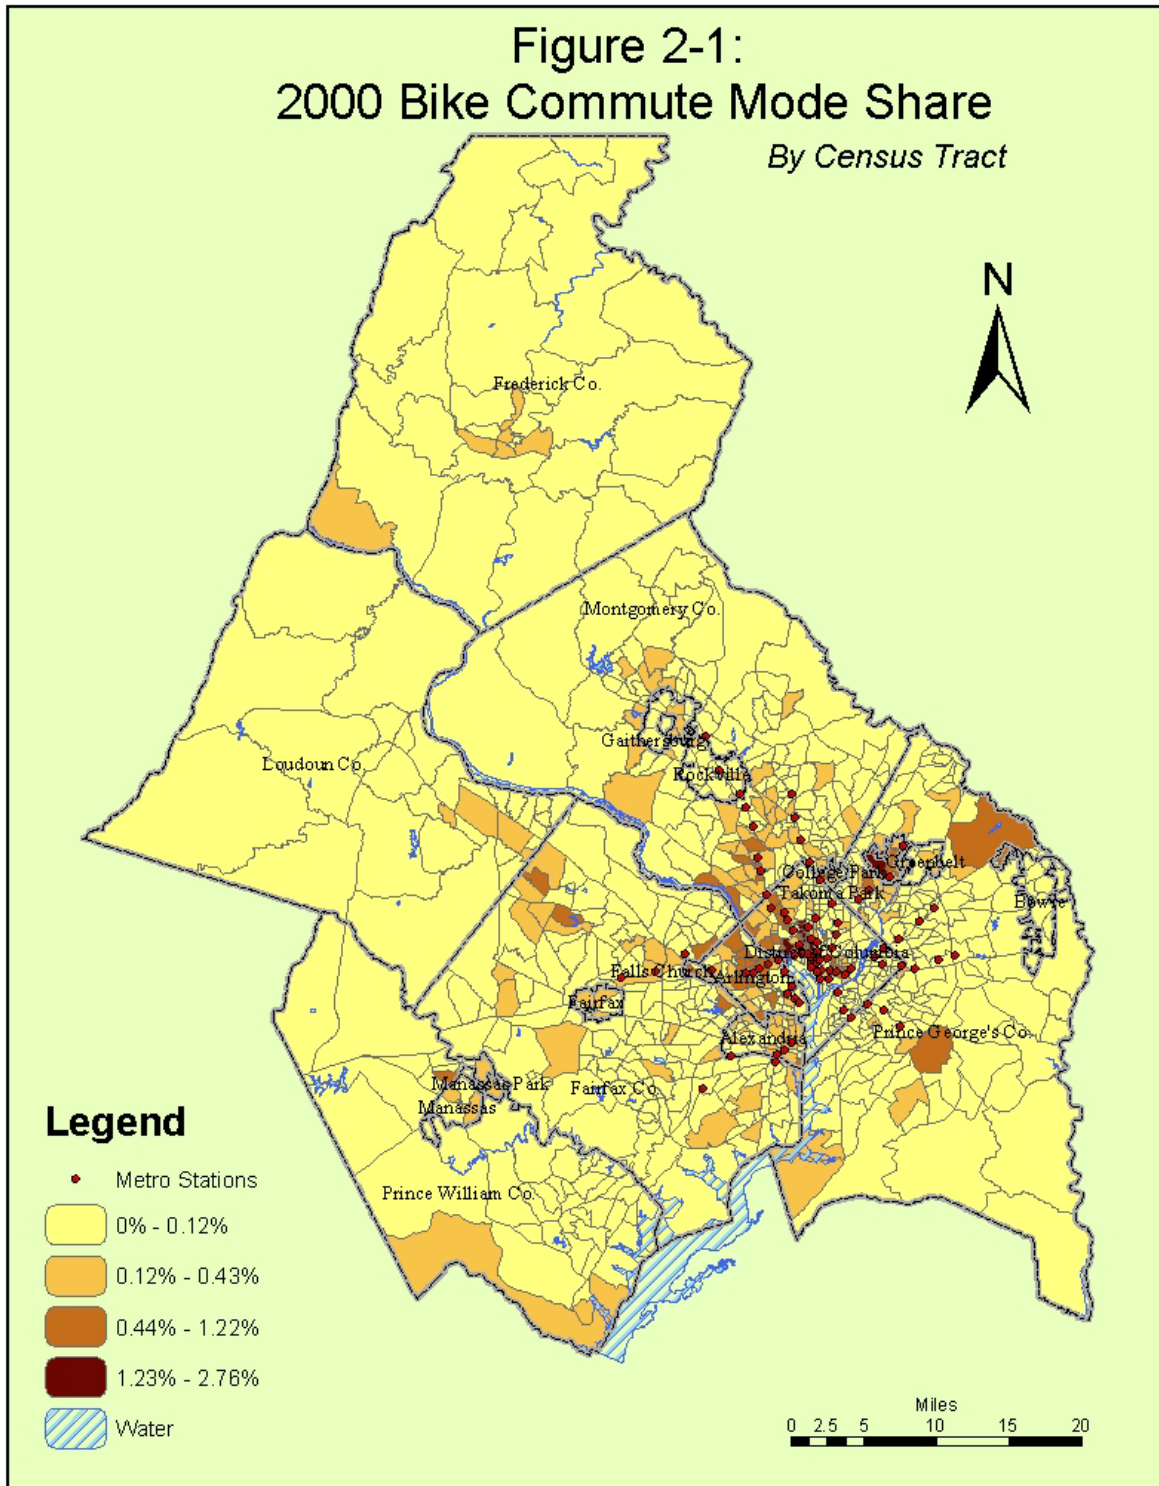 Figure 2-1:
2000 Bike Commute Mode Share
By Census Tract
N
Frederick Co.
Montgomery Co.
Gaithersburg
Loudoun Co.
Rockville
Greenbelt
College Park
Takoma Park
Bowie
District of Columbia
Falls Church
Arlington
Fairfax
Prince George's Co.
Alexandria
Manassas Park
Fairfax Co.
Manassas
Prince William Co.
Legend
Metro Stations
0% - 0.12%
0.12% - 0.43%
0.44% - 1.22%
1.23% - 2.76%
Water
Miles
0 2.5 5 10 15 20